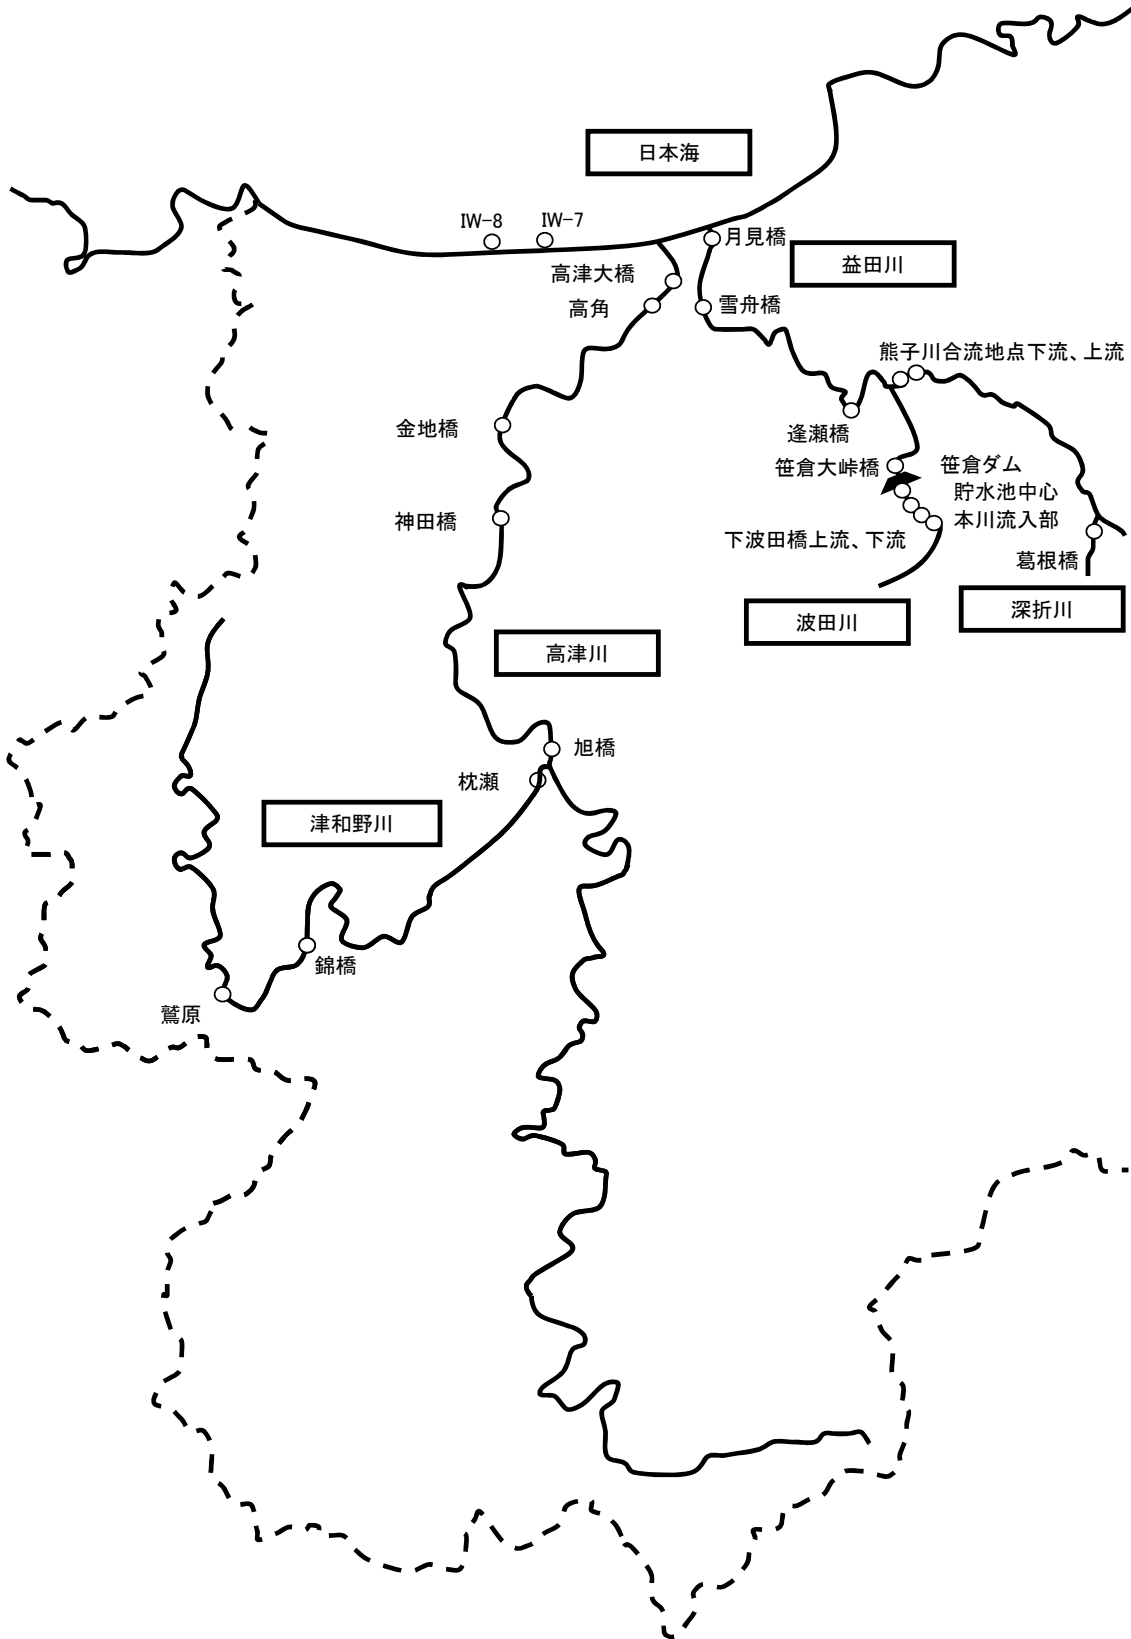 日本海
IW-8
IW-7
月見橋
益田川
高津大橋
高角
雪舟橋
熊子川合流地点下流、上流
金地橋
逢瀬橋
笹倉大峠橋
笹倉ダム
貯水池中心
本川流入部
神田橋
下波田橋上流、下流
葛根橋
波田川
深折川
高津川
旭橋
枕瀬
津和野川
錦橋
鷲原